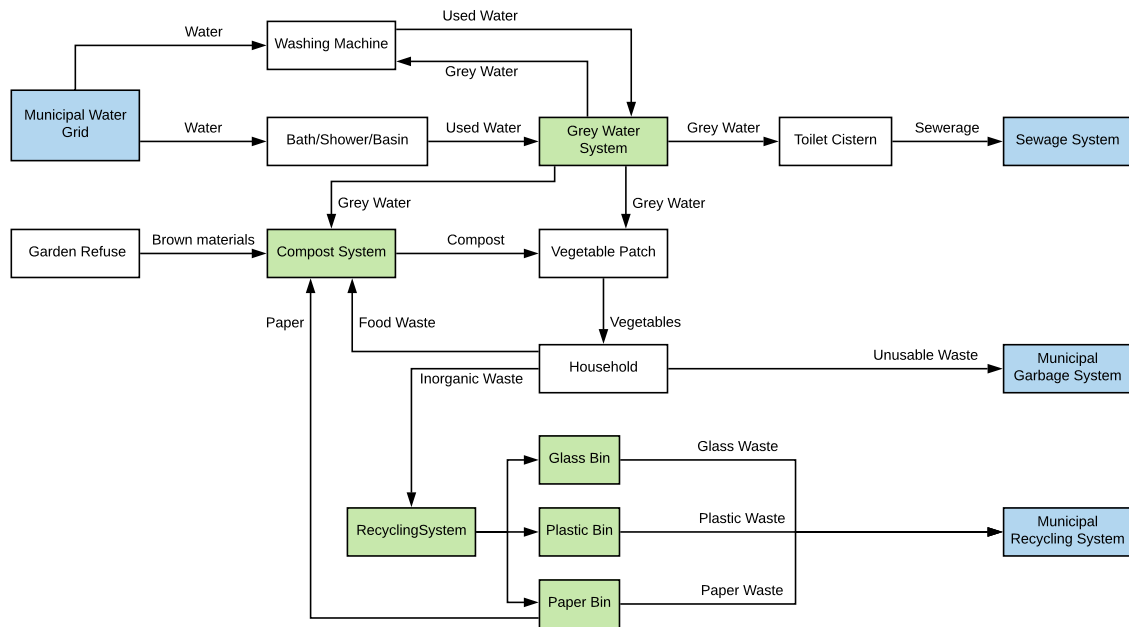 Used Water
Water
Washing Machine
Grey Water
Municipal Water
Grid
Water
Bath/Shower/Basin
Used Water
Grey Water
System
Grey Water
Toilet Cistern
Sewerage
Sewage System
Grey Water
Grey Water
Garden Refuse
Brown materials
Compost System
Compost
Vegetable Patch
Paper
Food Waste
Vegetables
Inorganic Waste
Household
Unusable Waste
Municipal
Garbage System
Glass Bin
Glass Waste
RecyclingSystem
Plastic Bin
Plastic Waste
Municipal
Recycling System
Paper Bin
Paper Waste